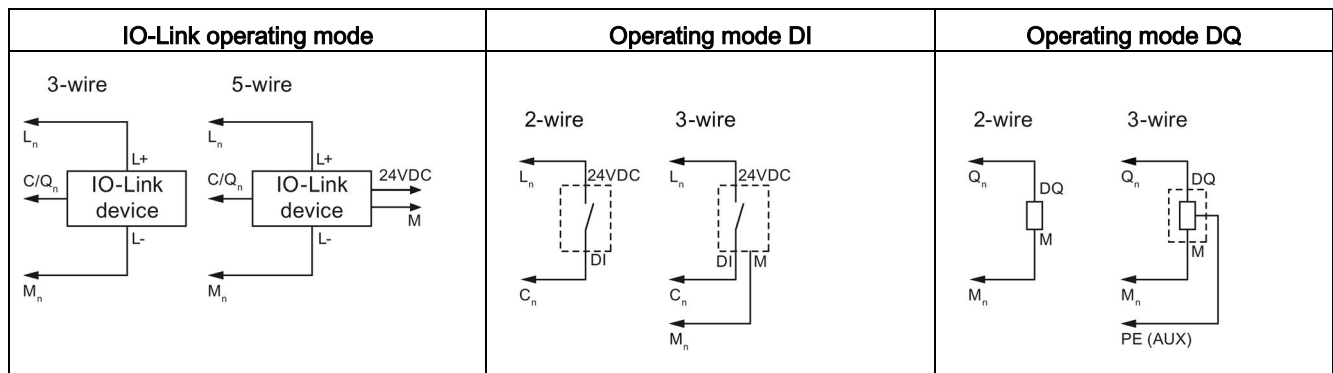 IO-Link operating mode
Operating mode DI
Operating mode DQ
3-wire
5-wire
Lₙ
L+
C/Qₙ
IO-Link
device
L-
Mₙ
Lₙ
L+
C/Qₙ
IO-Link
device
24VDC
M
L-
Mₙ
2-wire
3-wire
Lₙ
24VDC
DI
Cₙ
Lₙ
24VDC
DI
M
Cₙ
Mₙ
2-wire
3-wire
Qₙ
DQ
M
Mₙ
Qₙ
DQ
M
Mₙ
PE (AUX)